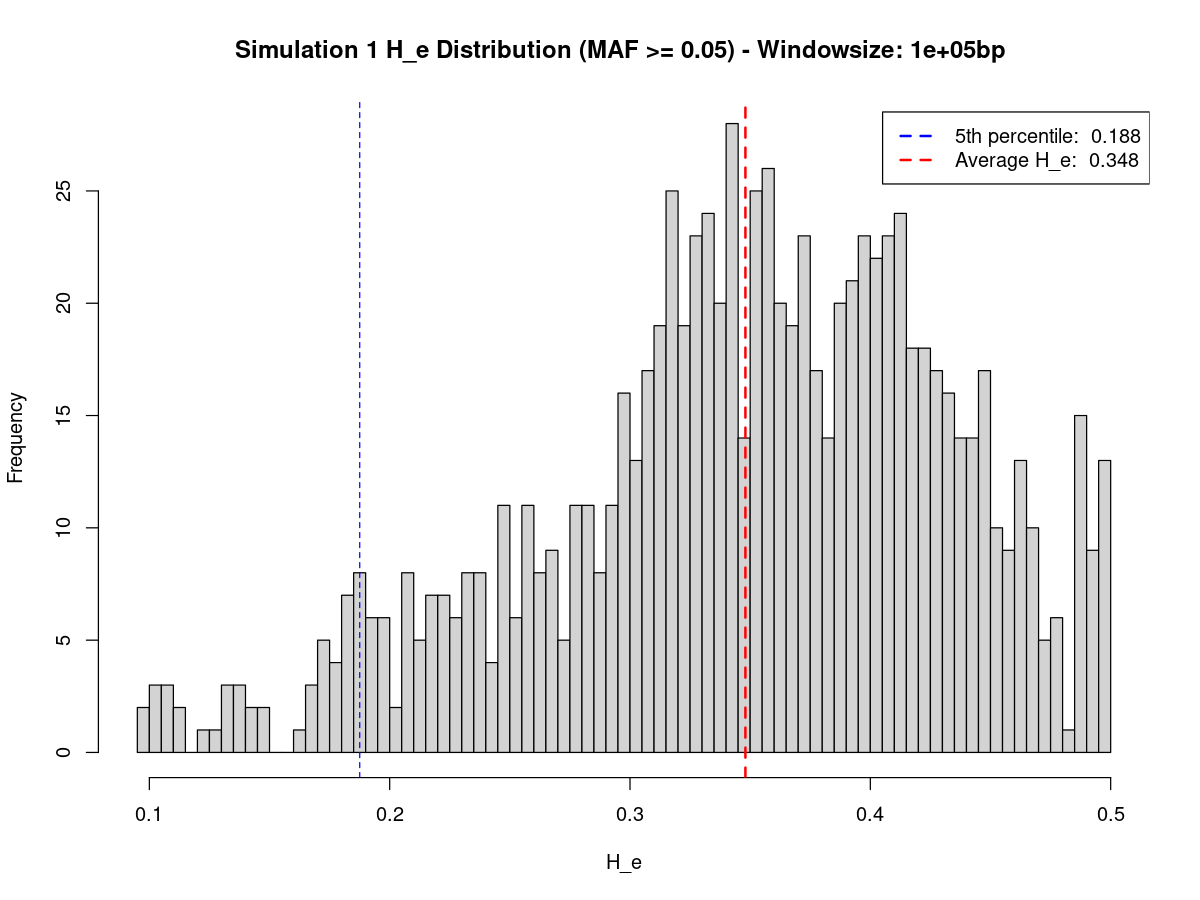 Simulation 1 H_e Distribution (MAF >= 0.05) - Windowsize: 1e+05bp
5th percentile: 0.188
Average H_e: 0.348
Frequency
25
20
15
10
5
0
0.1 0.2 0.3 0.4 0.5
H_e